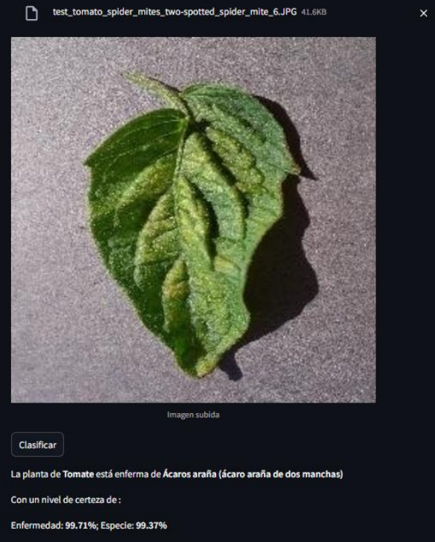 test_tomato_spider_mites_two-spotted_spider_mite_6.JPG 41.6KB
Imagen subida
Clasificar
La planta de Tomate está enferma de Ácaros araña (ácaro araña de dos manchas)
Con un nivel de certeza de :
Enfermedad: 99.71%; Especie: 99.37%